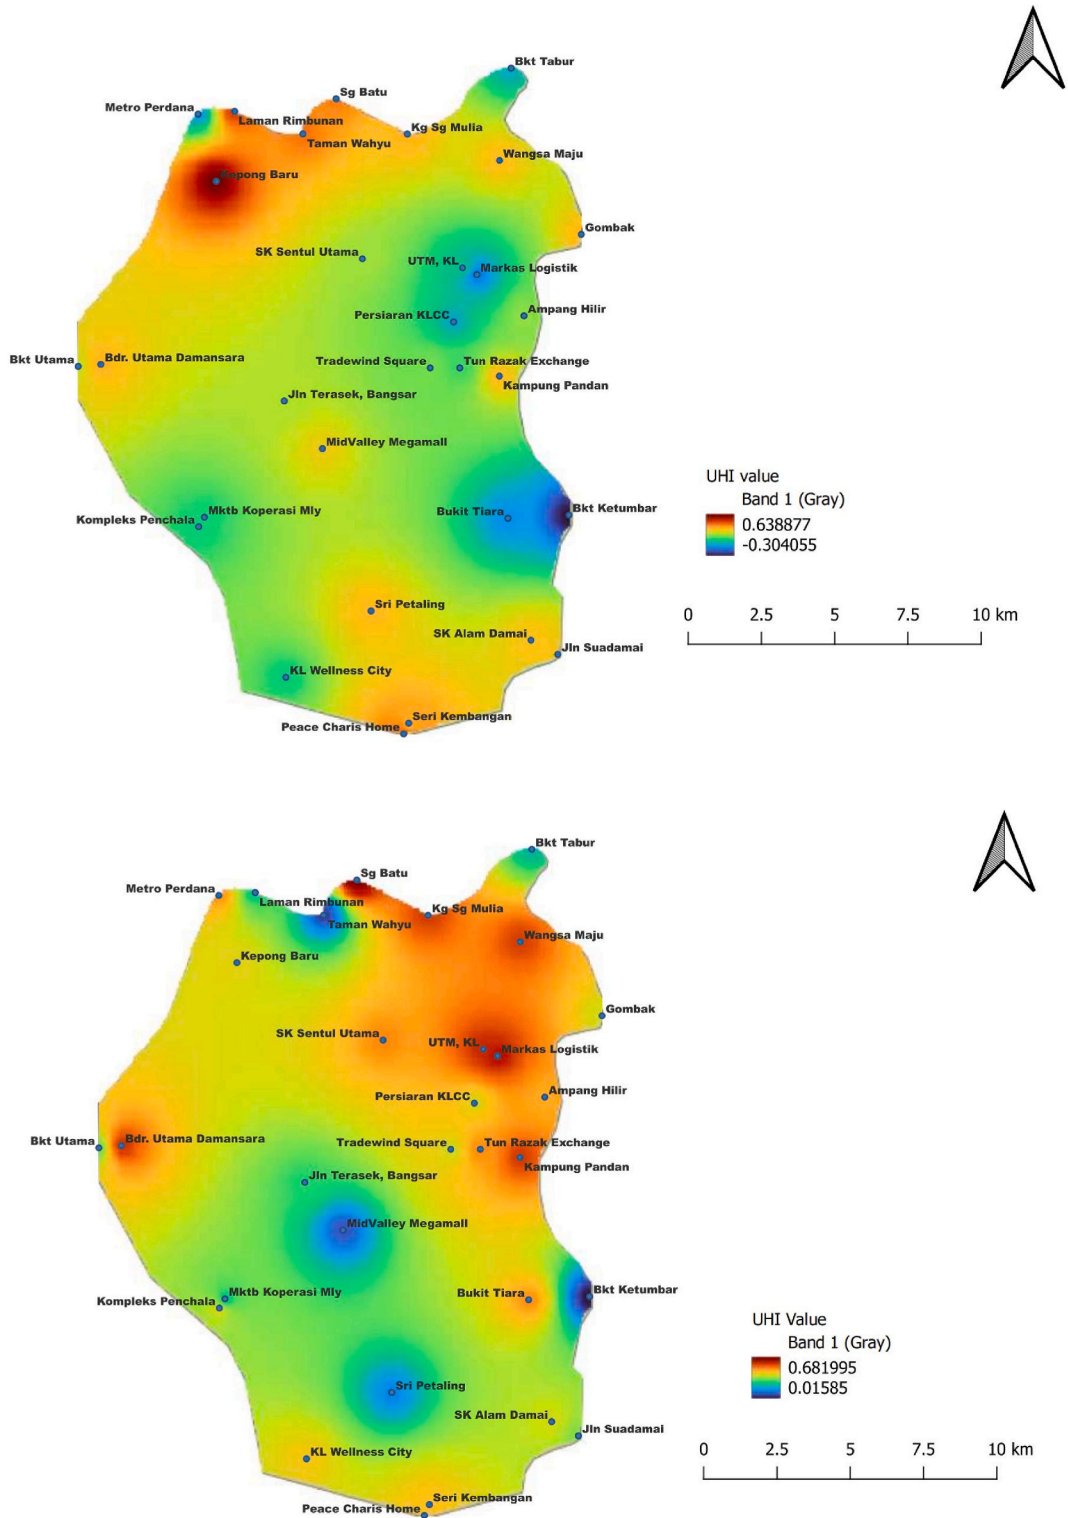 Bkt Tabur
Sg Batu
Metro Perdana
Laman Rimbunan
Kg Sg Mulia
Taman Wahyu
Wangsa Maju
Kepong Baru
Gombak
SK Sentul Utama
UTM, KL
Markas Logistik
Persiaran KLCC
Ampang Hilir
Bkt Utama
Bdr. Utama Damansara
Tradewind Square
Tun Razak Exchange
Kampung Pandan
Jln Terasek, Bangsar
MidValley Megamall
UHI value
Band 1 (Gray)
0.638877
-0.304055
Mktb Koperasi Mly
Kompleks Penchala
Bukit Tiara
Bkt Ketumbar
Sri Petaling
0 2.5 5 7.5 10 km
SK Alam Damai
Jln Suadamai
KL Wellness City
Seri Kembangan
Peace Charis Home
Bkt Tabur
Sg Batu
Metro Perdana
Laman Rimbunan
Kg Sg Mulia
Taman Wahyu
Wangsa Maju
Kepong Baru
Gombak
SK Sentul Utama
UTM, KL
Markas Logistik
Persiaran KLCC
Ampang Hilir
Bkt Utama
Bdr. Utama Damansara
Tradewind Square
Tun Razak Exchange
Kampung Pandan
Jln Terasek, Bangsar
MidValley Megamall
Mktb Koperasi Mly
Kompleks Penchala
Bukit Tiara
Bkt Ketumbar
UHI Value
Band 1 (Gray)
0.681995
0.01585
Sri Petaling
SK Alam Damai
Jln Suadamai
KL Wellness City
0 2.5 5 7.5 10 km
Seri Kembangan
Peace Charis Home